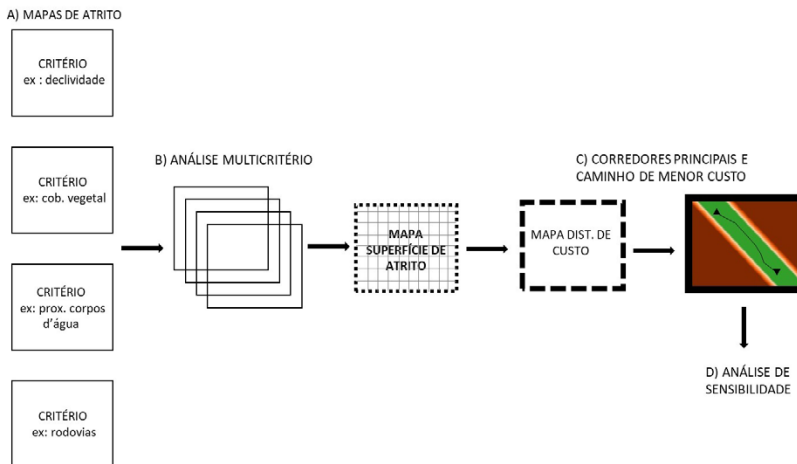 A) MAPAS DE ATRITO
CRITÉRIO
ex : declividade
CRITÉRIO
ex: cob. vegetal
CRITÉRIO
ex: prox. corpos
d'água
CRITÉRIO
ex: rodovias
B) ANÁLISE MULTICRITÉRIO
MAPA
SUPERFÍCIE DE
ATRITO
MAPA DIST. DE
CUSTO
C) CORREDORES PRINCIPAIS E
CAMINHO DE MENOR CUSTO
D) ANÁLISE DE
SENSIBILIDADE